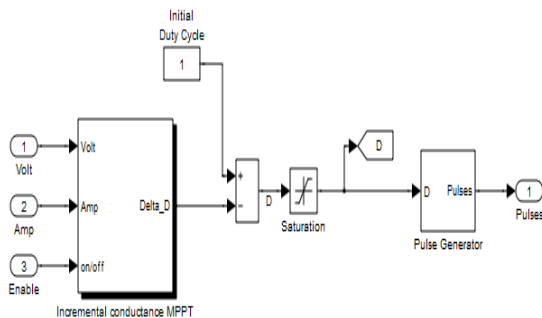 Initial
Duty Cycle
1
1
Volt
Volt
2
Amp
Amp
3
Enable
on/off
Delta_D
Incremental conductance MPPT
+
−
D
Saturation
D
D
Pulses
Pulse Generator
1
Pulses